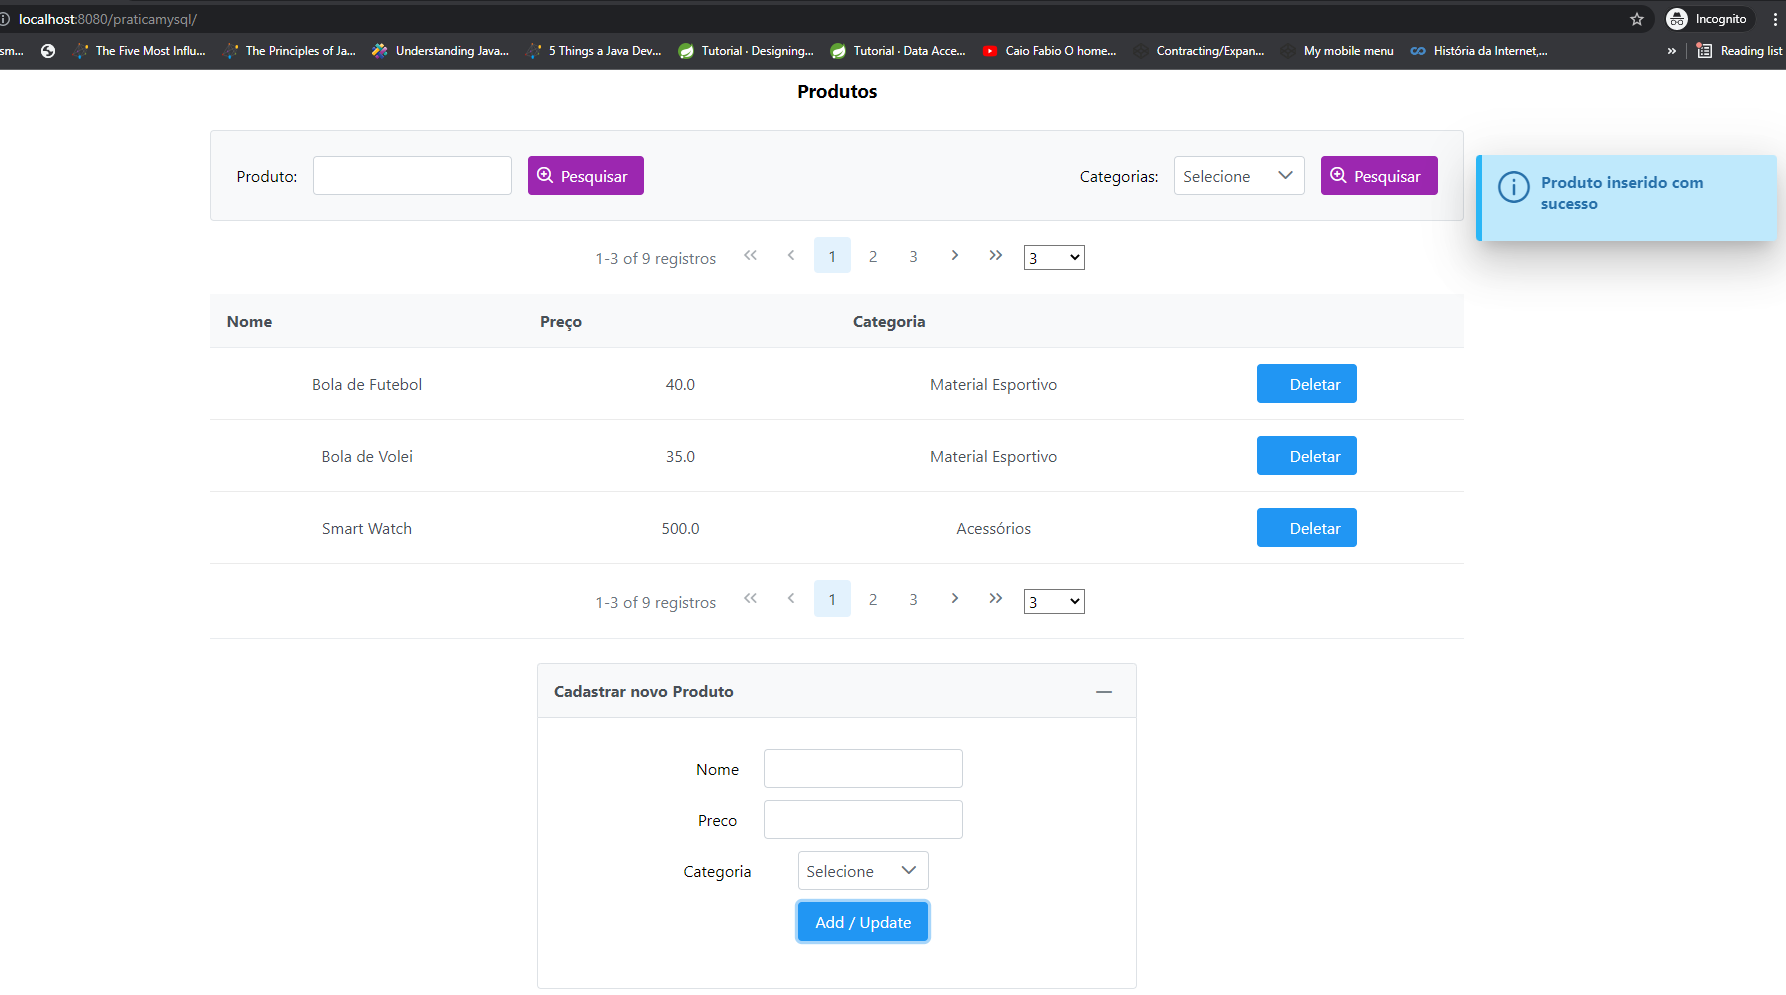 localhost:8080/praticamysql/
Incognito
sm...
The Five Most Influ...
The Principles of Ja...
Understanding Java...
5 Things a Java Dev...
Tutorial · Designing...
Tutorial · Data Acce...
Caio Fabio O home...
Contracting/Expan...
My mobile menu
História da Internet,...
»
Reading list
Produtos
Produto:
Pesquisar
Categorias:
Selecione
Pesquisar
Produto inserido com
sucesso
1-3 of 9 registros
1
2
3
3
Nome
Preço
Categoria
Bola de Futebol
40.0
Material Esportivo
Deletar
Bola de Volei
35.0
Material Esportivo
Deletar
Smart Watch
500.0
Acessórios
Deletar
1-3 of 9 registros
1
2
3
3
Cadastrar novo Produto
Nome
Preco
Categoria
Selecione
Add / Update